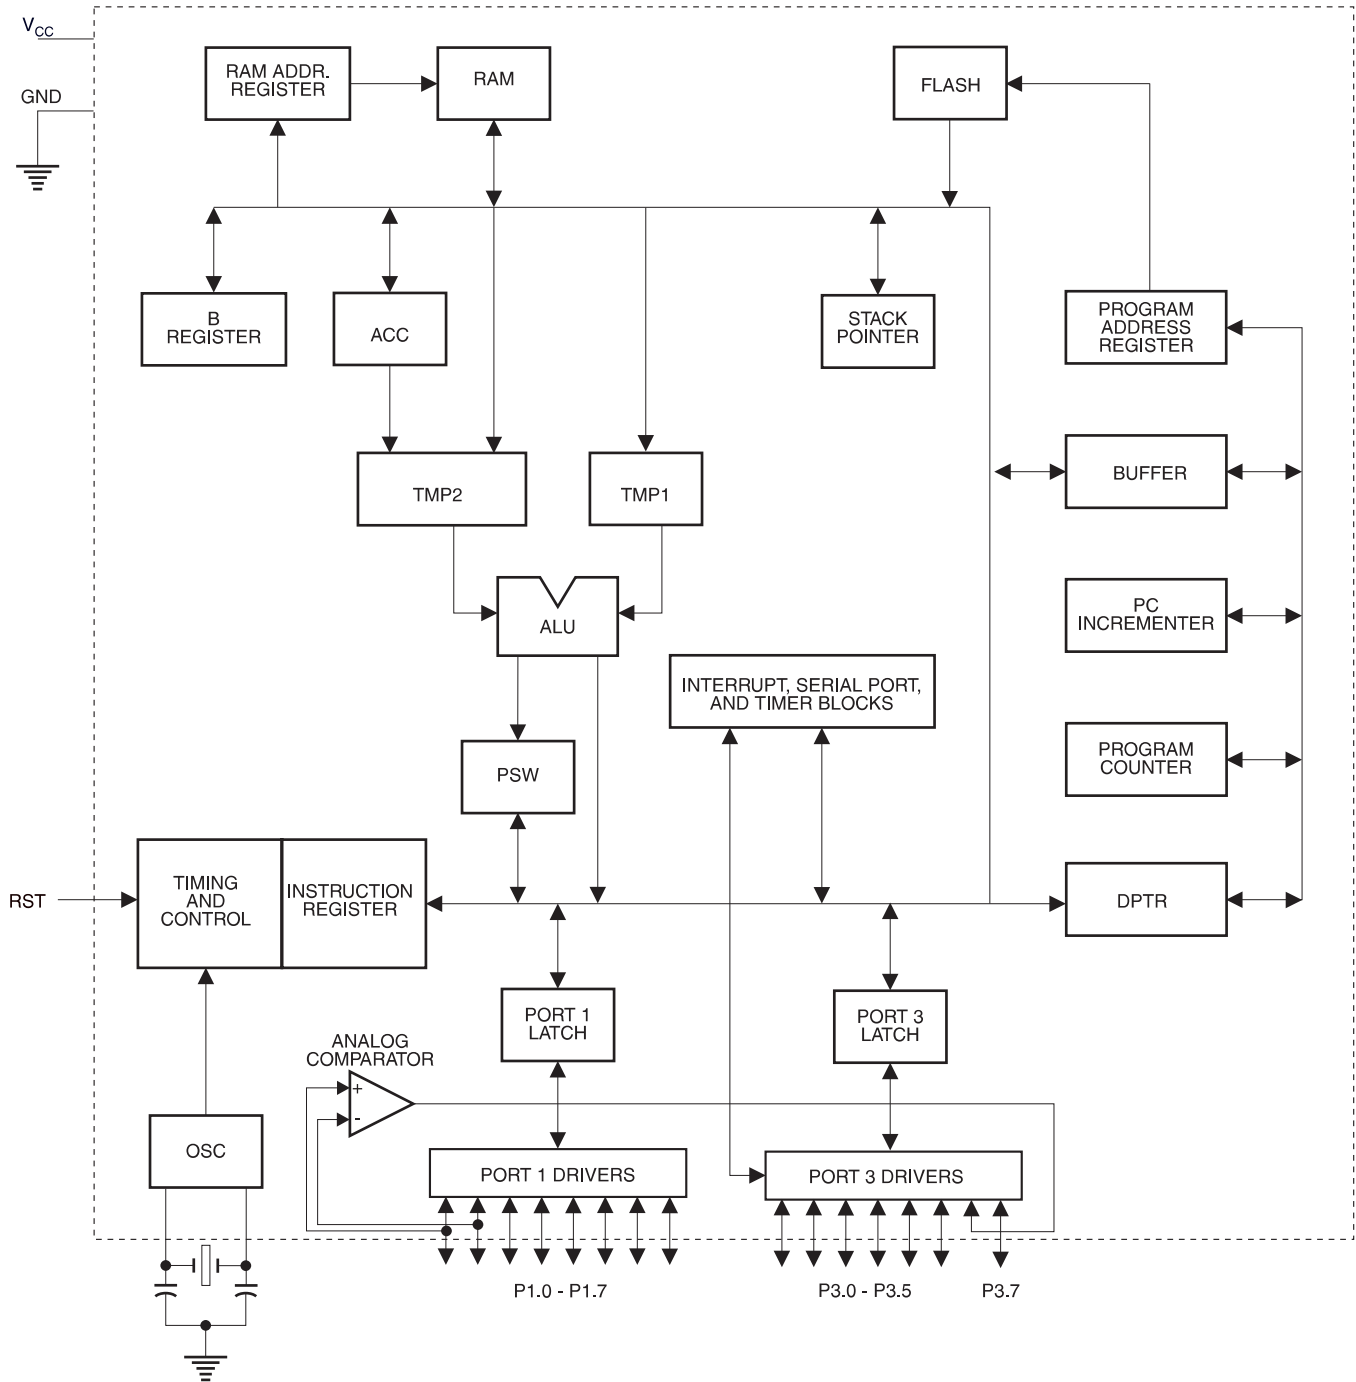 VCC
GND
RAM ADDR.
REGISTER
RAM
FLASH
B
REGISTER
ACC
STACK
POINTER
PROGRAM
ADDRESS
REGISTER
TMP2
TMP1
BUFFER
ALU
PC
INCREMENTER
INTERRUPT, SERIAL PORT,
AND TIMER BLOCKS
PSW
PROGRAM
COUNTER
RST
TIMING
AND
CONTROL
INSTRUCTION
REGISTER
DPTR
PORT 1
LATCH
PORT 3
LATCH
ANALOG
COMPARATOR
+
-
OSC
PORT 1 DRIVERS
PORT 3 DRIVERS
P1.0 - P1.7
P3.0 - P3.5
P3.7